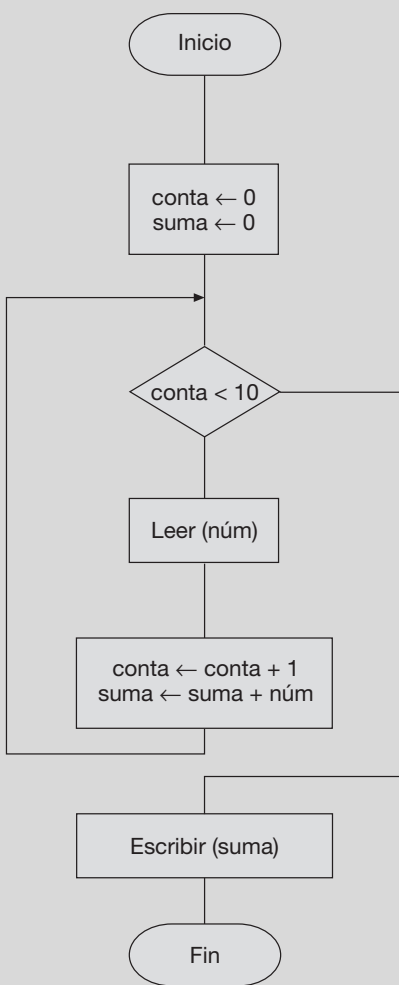 Inicio
conta ← 0
suma ← 0
conta < 10
Leer (núm)
conta ← conta + 1
suma ← suma + núm
Escribir (suma)
Fin